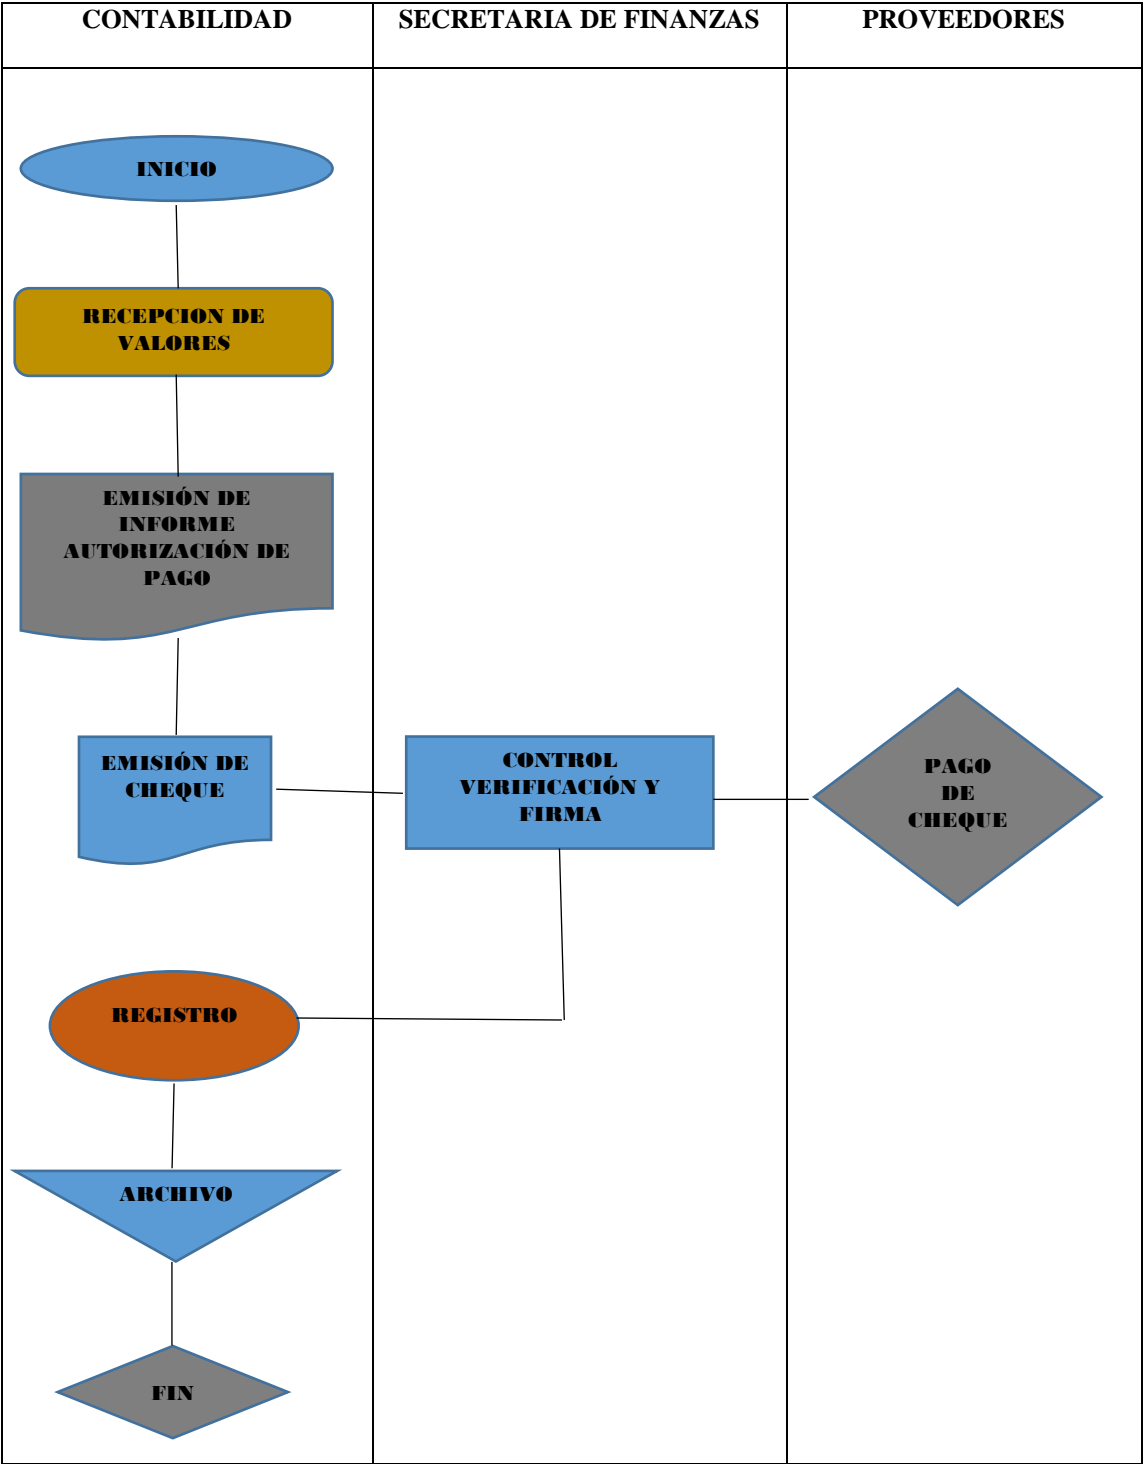 CONTABILIDAD
SECRETARIA DE FINANZAS
PROVEEDORES
INICIO
RECEPCION DE
VALORES
EMISIÓN DE
INFORME
AUTORIZACIÓN DE
PAGO
EMISIÓN DE
CHEQUE
CONTROL
VERIFICACIÓN Y
FIRMA
PAGO
DE
CHEQUE
REGISTRO
ARCHIVO
FIN